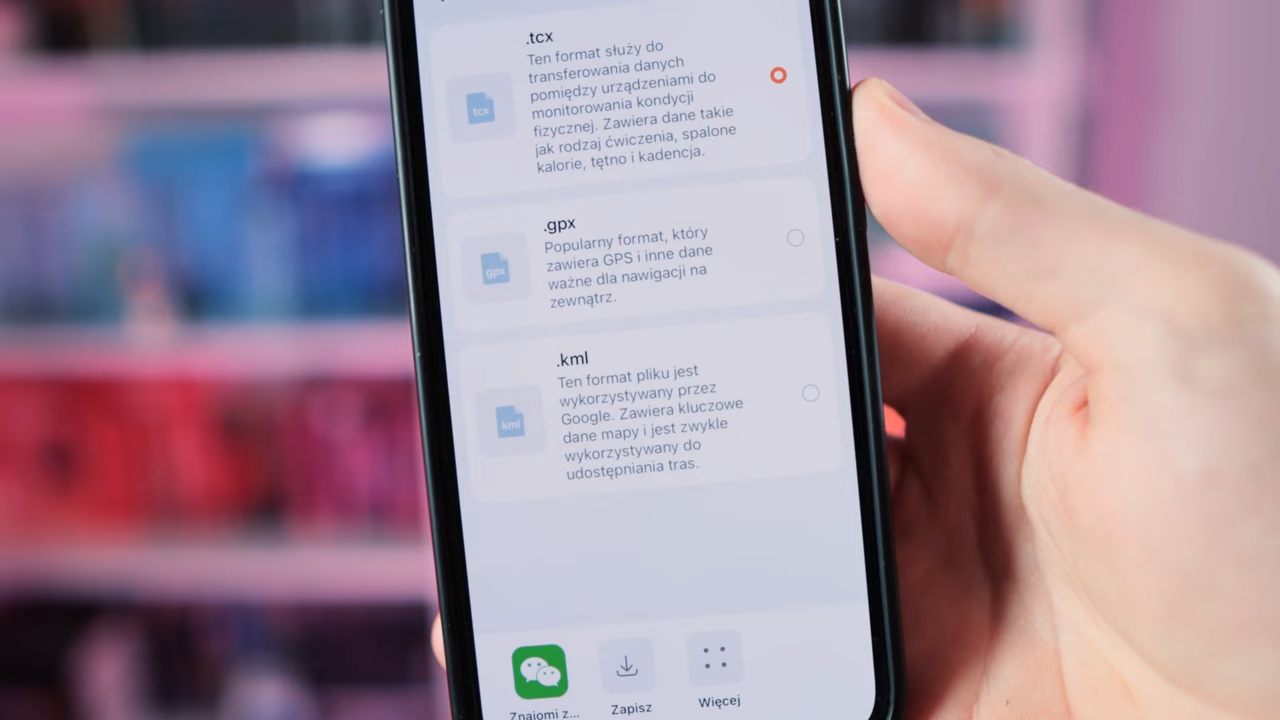 .tcx
Ten format służy do
transferowania danych
pomiędzy urządzeniami do
monitorowania kondycji
fizycznej. Zawiera dane takie
jak rodzaj ćwiczenia, spalone
kalorie, tętno i kadencja.
tcx
.gpx
Popularny format, który
zawiera GPS i inne dane
ważne dla nawigacji na
zewnątrz.
gpx
.kml
Ten format pliku jest
wykorzystywany przez
Google. Zawiera kluczowe
dane mapy i jest zwykle
wykorzystywany do
udostępniania tras.
kml
Znajomi z...
Zapisz
Więcej